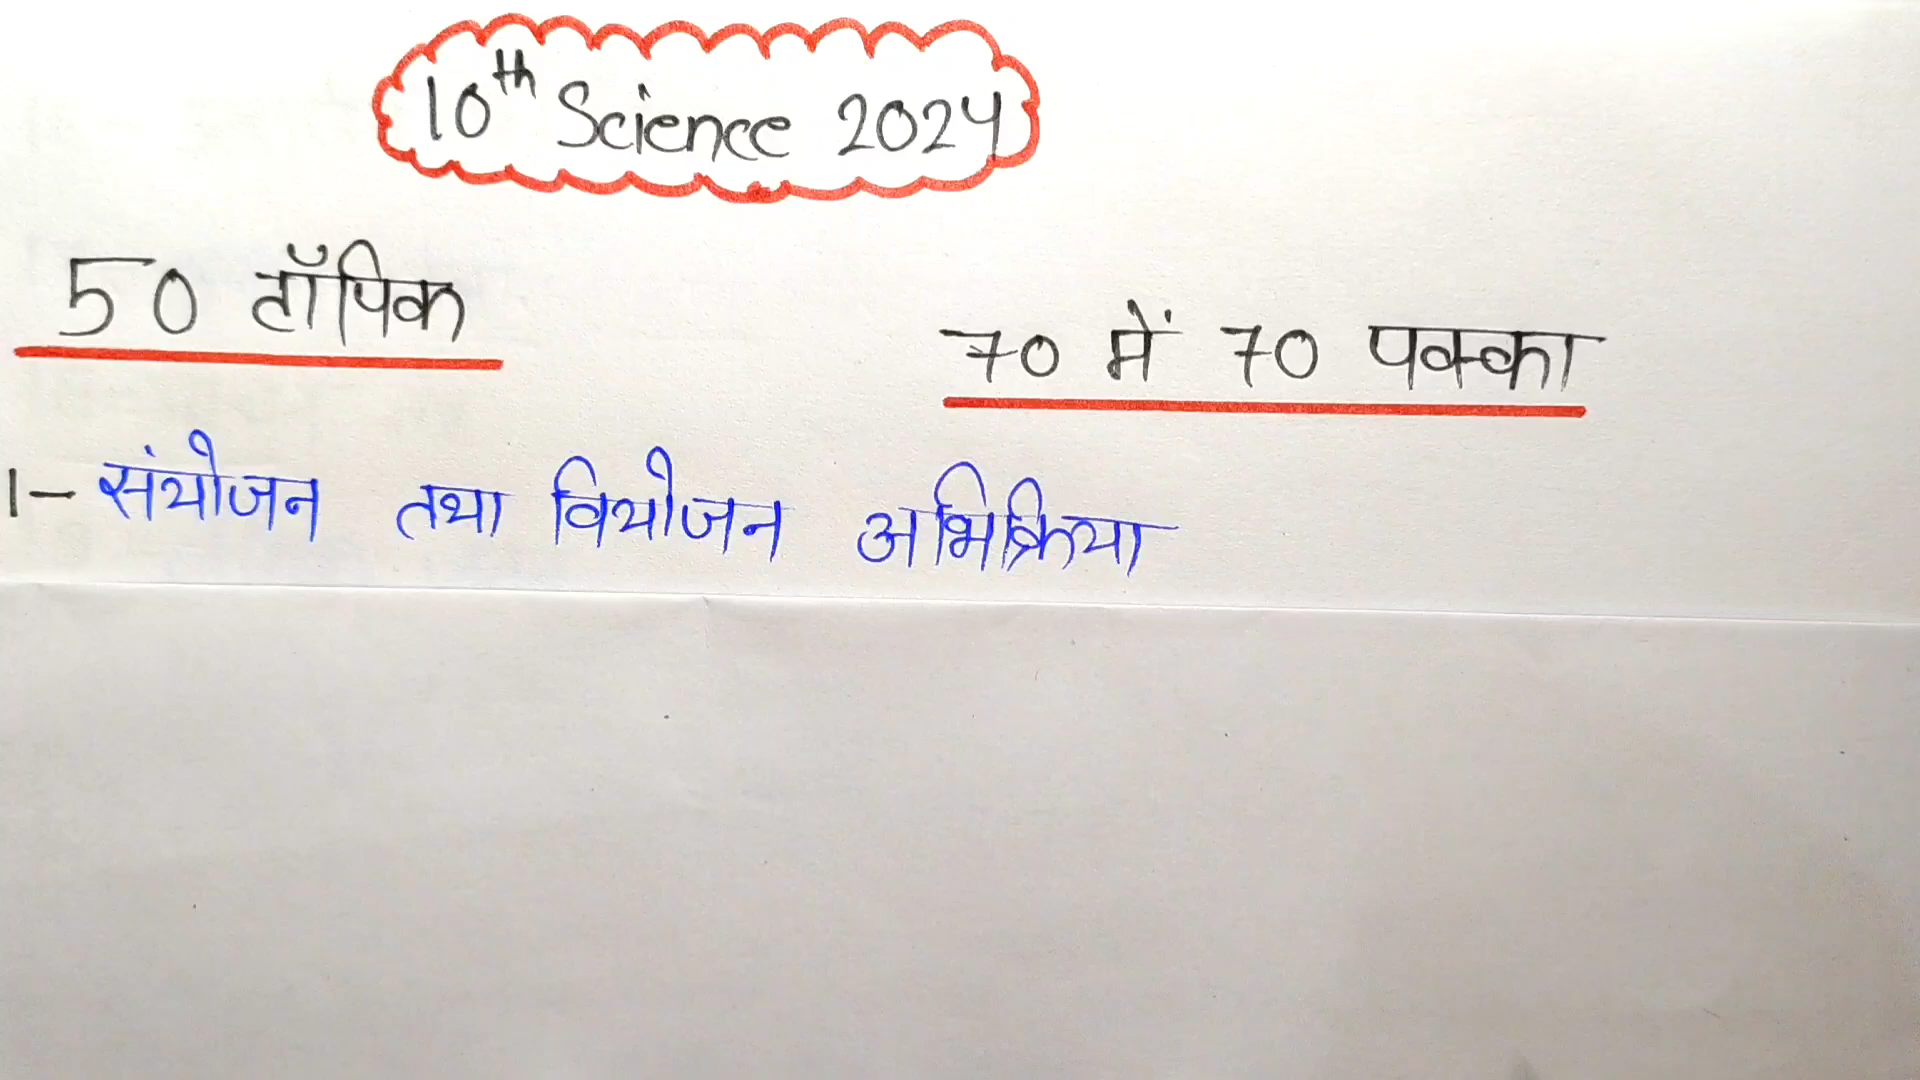 10th Science 2024
50 टॉपिक
70 में 70 पक्का
1- संयोजन तथा वियोजन अभिक्रिया